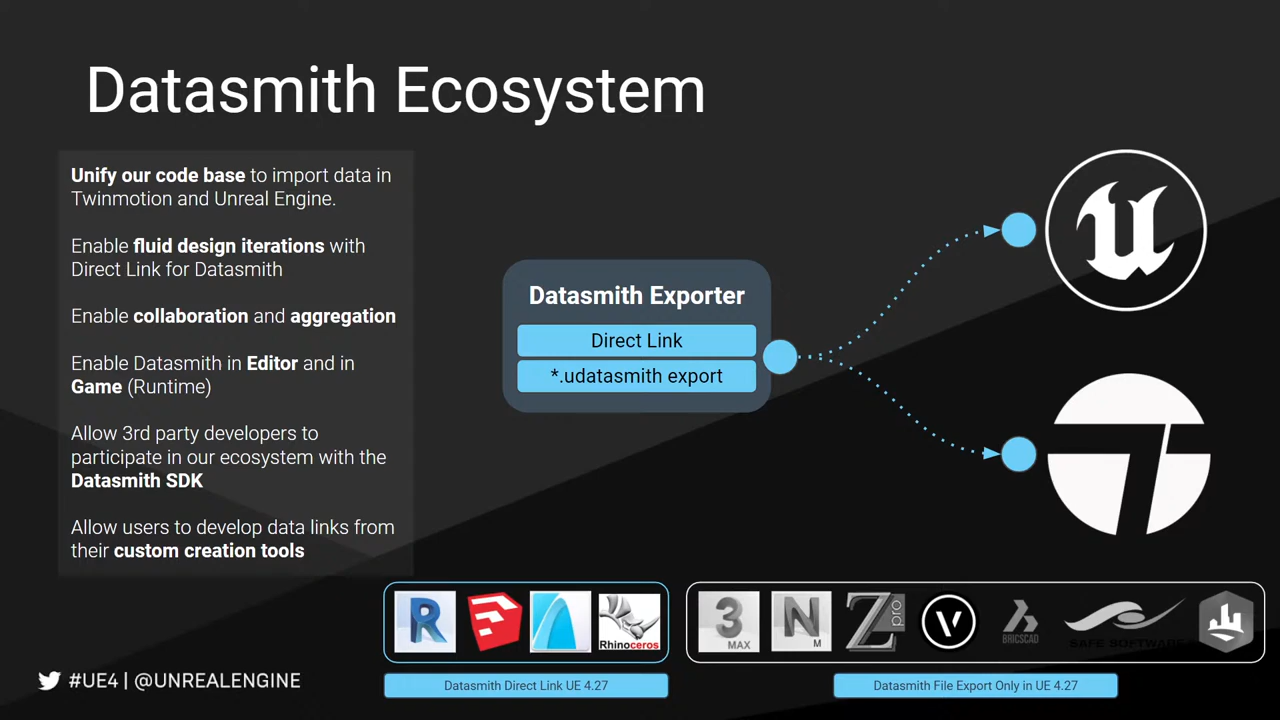 Datasmith Ecosystem
Unify our code base to import data in
Twinmotion and Unreal Engine.
Enable fluid design iterations with
Direct Link for Datasmith
Enable collaboration and aggregation
Enable Datasmith in Editor and in
Game (Runtime)
Allow 3rd party developers to
participate in our ecosystem with the
Datasmith SDK
Allow users to develop data links from
their custom creation tools
Datasmith Exporter
Direct Link
*.udatasmith export
R
Rhinoceros
3
MAX
N
M
Z
pro
V
BRICSCAD
SAFE SOFTWARE
Datasmith Direct Link UE 4.27
Datasmith File Export Only in UE 4.27
#UE4 | @UNREALENGINE